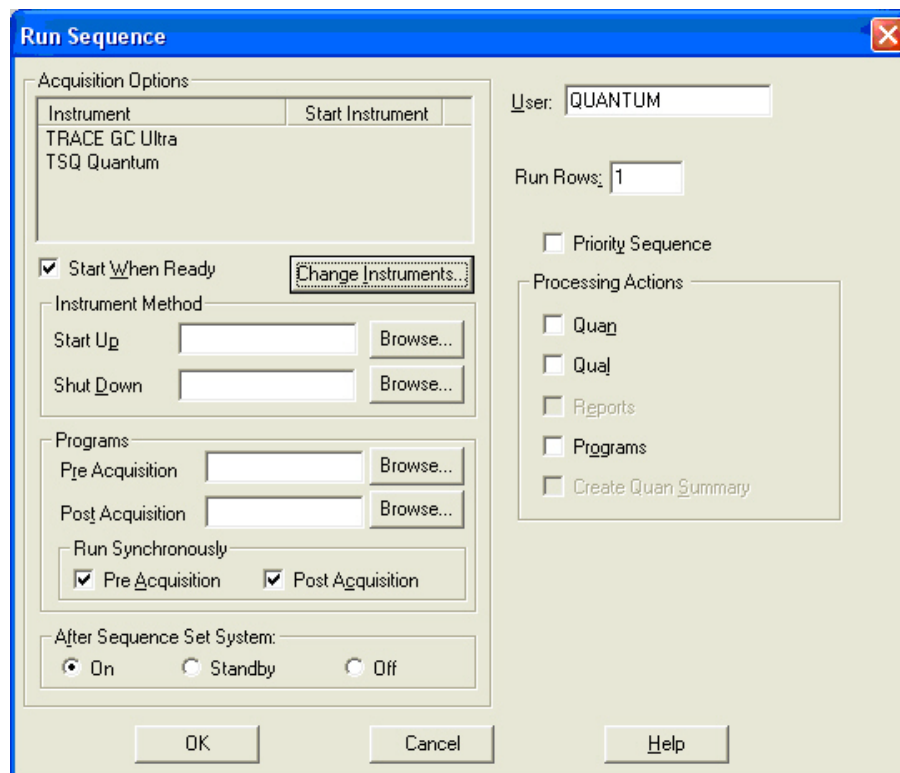 Run Sequence
Acquisition Options
Instrument Start Instrument
TRACE GC Ultra
TSQ Quantum
Start When Ready
Change Instruments...
Instrument Method
Start Up Browse...
Shut Down Browse...
Programs
Pre Acquisition Browse...
Post Acquisition Browse...
Run Synchronously
Pre Acquisition Post Acquisition
After Sequence Set System:
On Standby Off
User: QUANTUM
Run Rows: 1
Priority Sequence
Processing Actions
Quan
Qual
Reports
Programs
Create Quan Summary
OK Cancel Help